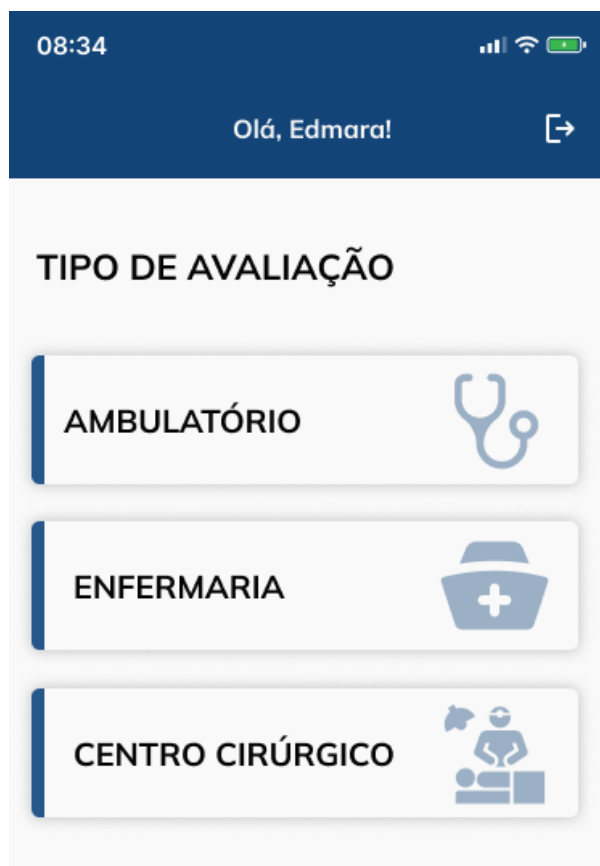 08:34
Olá, Edmara!
TIPO DE AVALIAÇÃO
AMBULATÓRIO
ENFERMARIA
CENTRO CIRÚRGICO